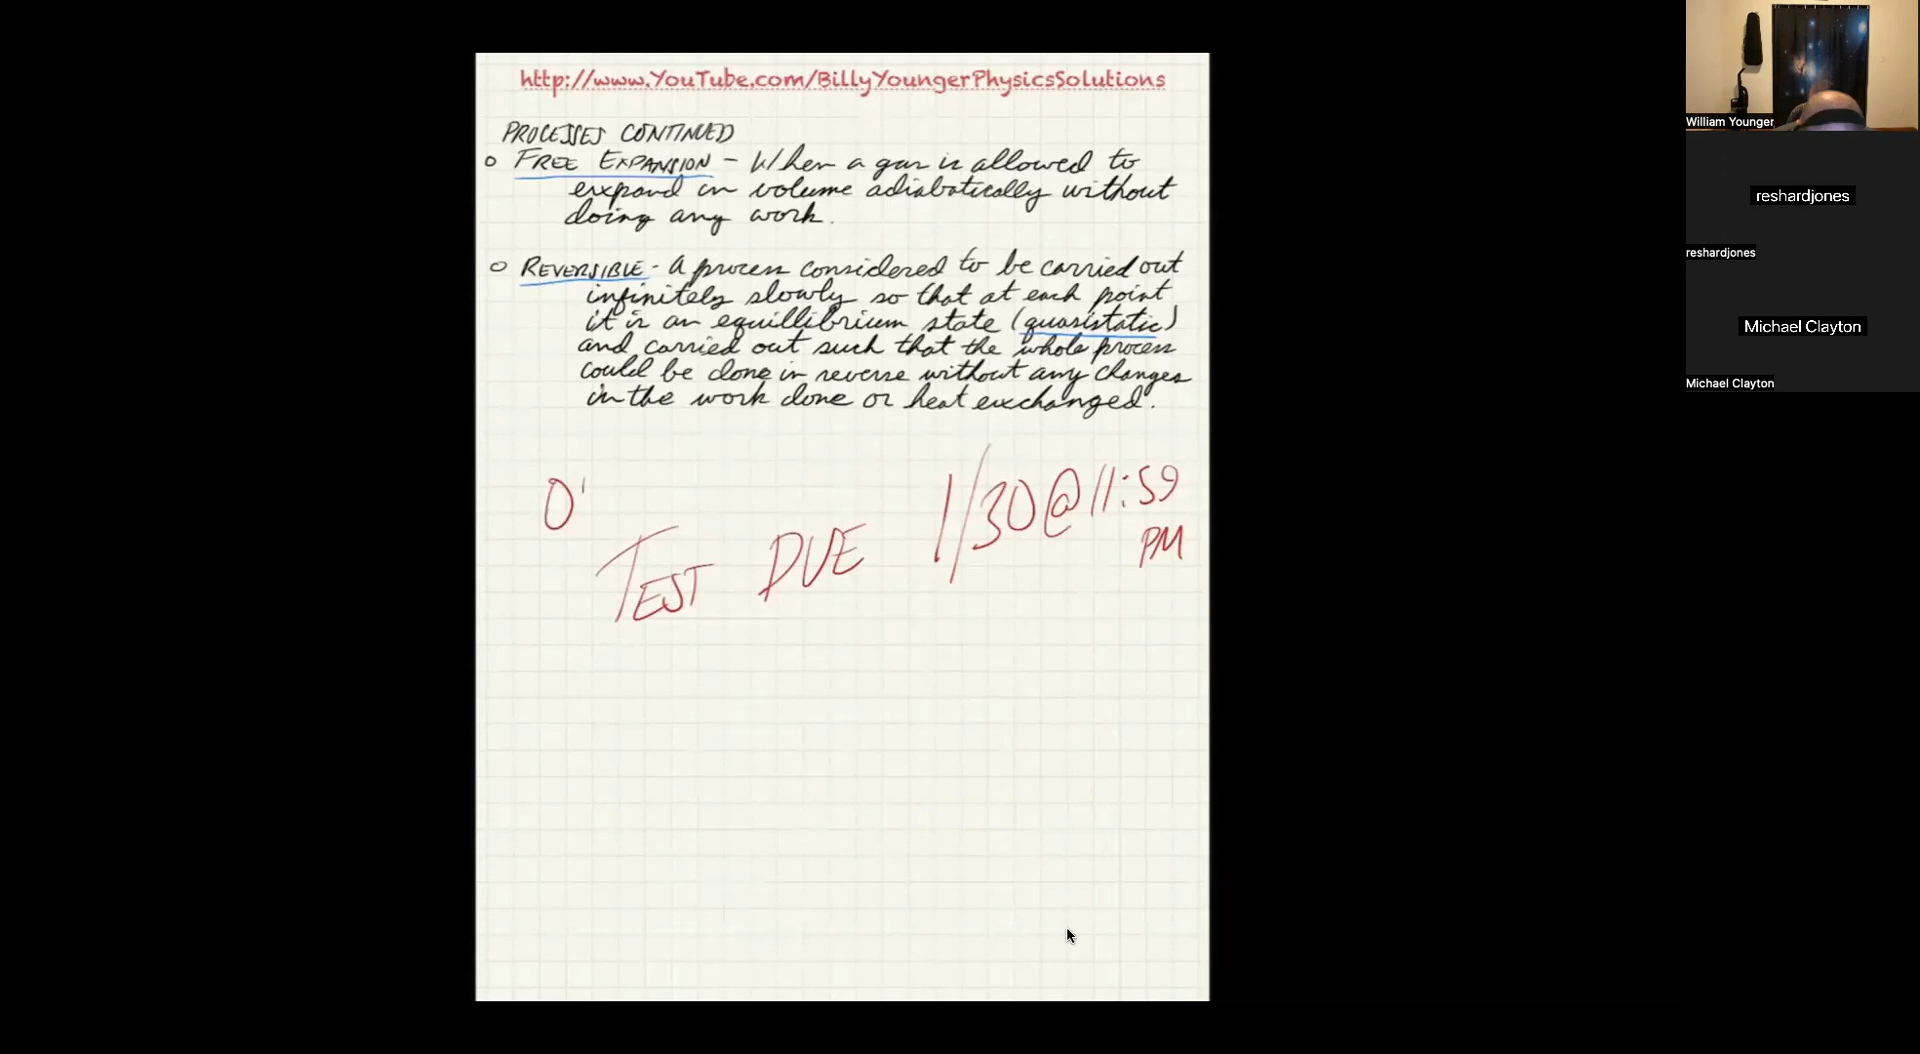 http://www.YouTube.com/BillyYoungerPhysicsSolutions
PROCESSES CONTINUED
o FREE EXPANSION - When a gas is allowed to
expand in volume adiabatically without
doing any work.
o REVERSIBLE - A process considered to be carried out
infinitely slowly so that at each point
it is an equillibrium state (quasistatic)
and carried out such that the whole process
could be done in reverse without any changes
in the work done or heat exchanged.
0'
TEST DUE 1/30 @ 11:59
PM
William Younger
reshardjones
reshardjones
Michael Clayton
Michael Clayton